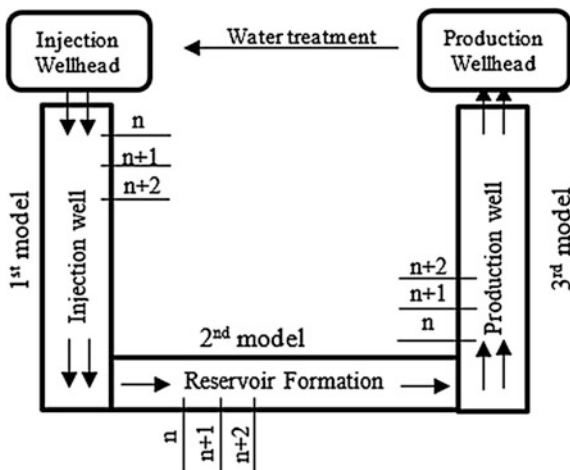 Injection
Wellhead
Water treatment
Production
Wellhead
n
n+1
n+2
1st model
Injection well
n+2
n+1
n
Production well
3rd model
2nd model
Reservoir Formation
n
n+1
n+2